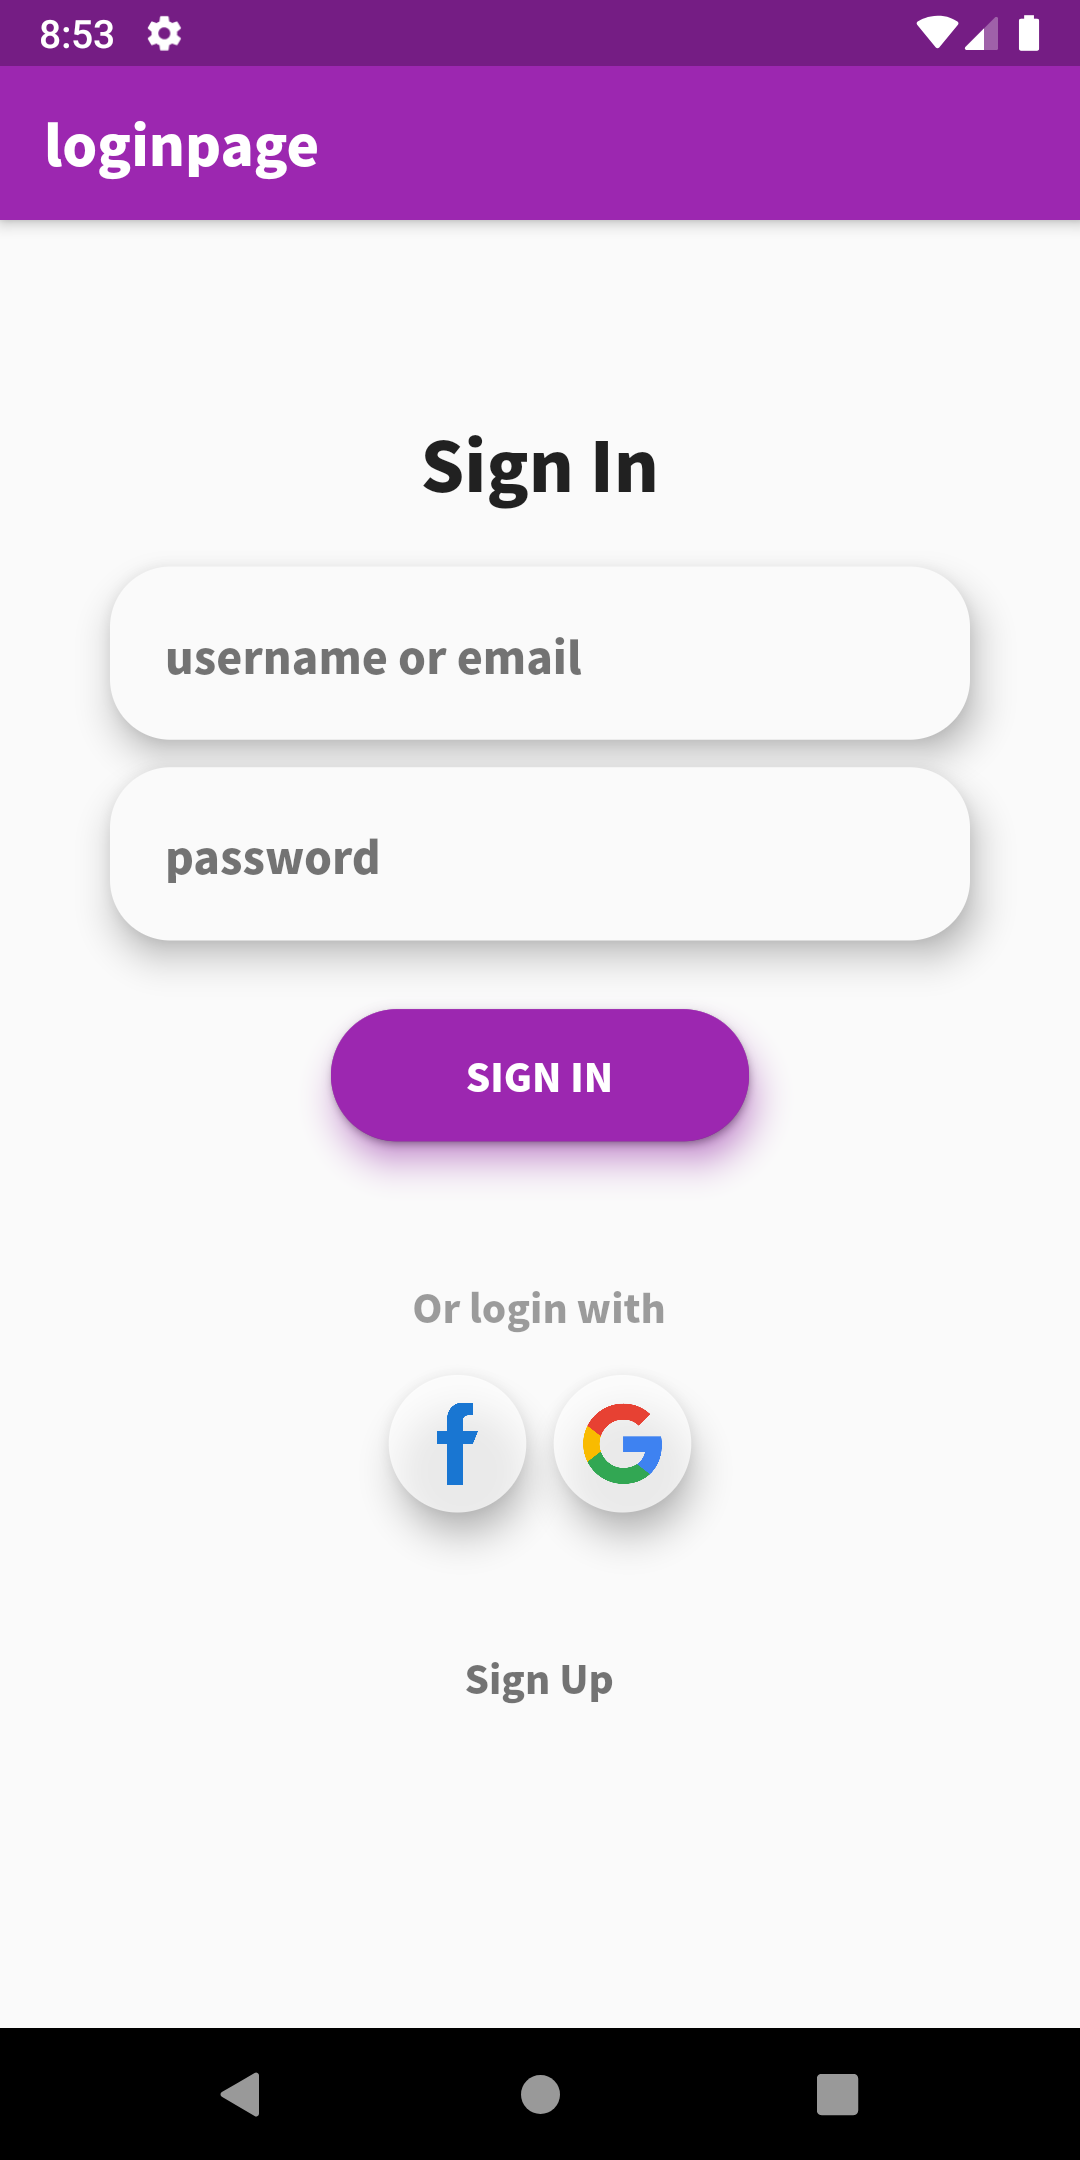 8:53
loginpage
Sign In
username or email
password
SIGN IN
Or login with
Sign Up